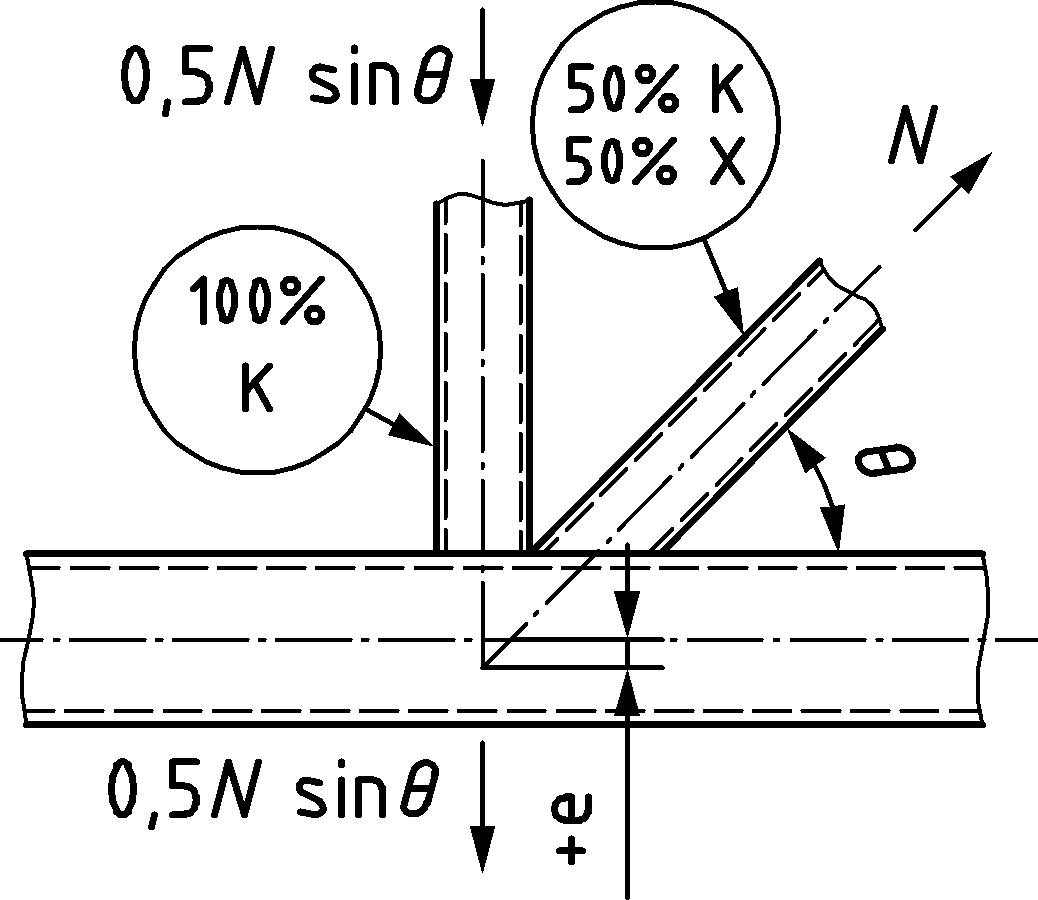 0,5N sinθ
50% K
50% X
N
100%
K
θ
0,5N sinθ
+e